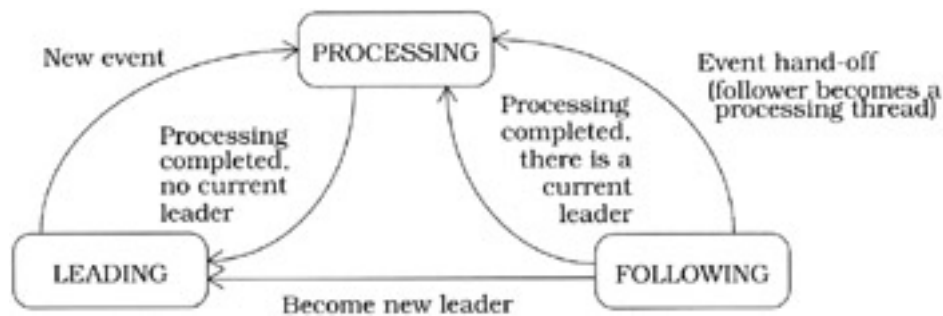 New event
PROCESSING
Event hand-off
(follower becomes a
processing thread)
Processing
completed,
no current
leader
Processing
completed,
there is a
current
leader
LEADING
FOLLOWING
Become new leader